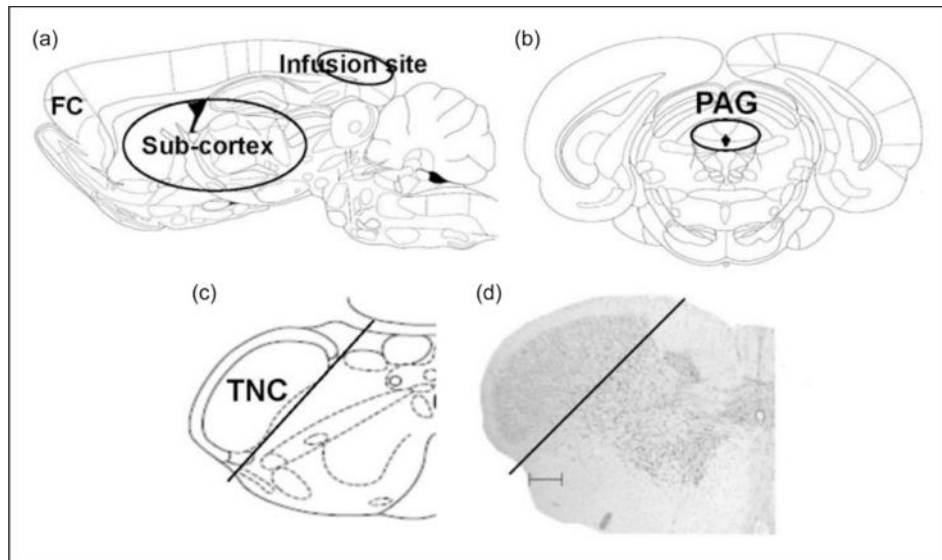 (a)
Infusion site
FC
Sub-cortex
(b)
PAG
(c)
TNC
(d)